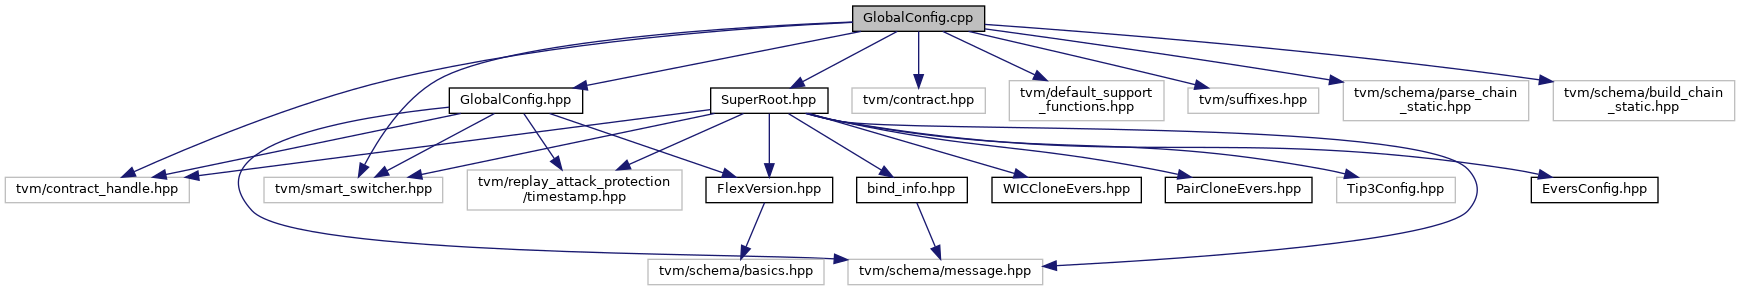 GlobalConfig.cpp
GlobalConfig.hpp
SuperRoot.hpp
tvm/contract.hpp
tvm/default_support
_functions.hpp
tvm/suffixes.hpp
tvm/schema/parse_chain
_static.hpp
tvm/schema/build_chain
_static.hpp
tvm/contract_handle.hpp
tvm/smart_switcher.hpp
tvm/replay_attack_protection
/timestamp.hpp
FlexVersion.hpp
bind_info.hpp
WICCloneEvers.hpp
PairCloneEvers.hpp
Tip3Config.hpp
EversConfig.hpp
tvm/schema/basics.hpp
tvm/schema/message.hpp